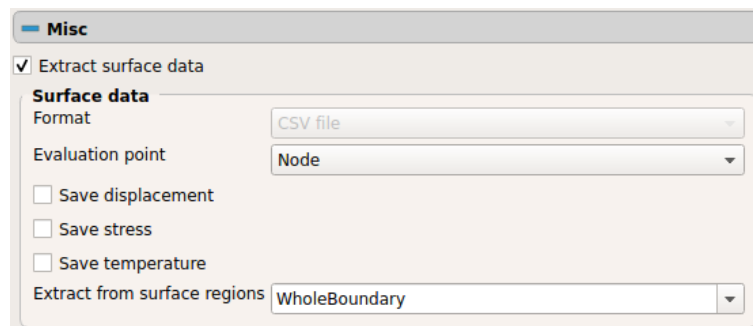 Misc
Extract surface data
Surface data
Format CSV file
Evaluation point Node
Save displacement
Save stress
Save temperature
Extract from surface regions WholeBoundary